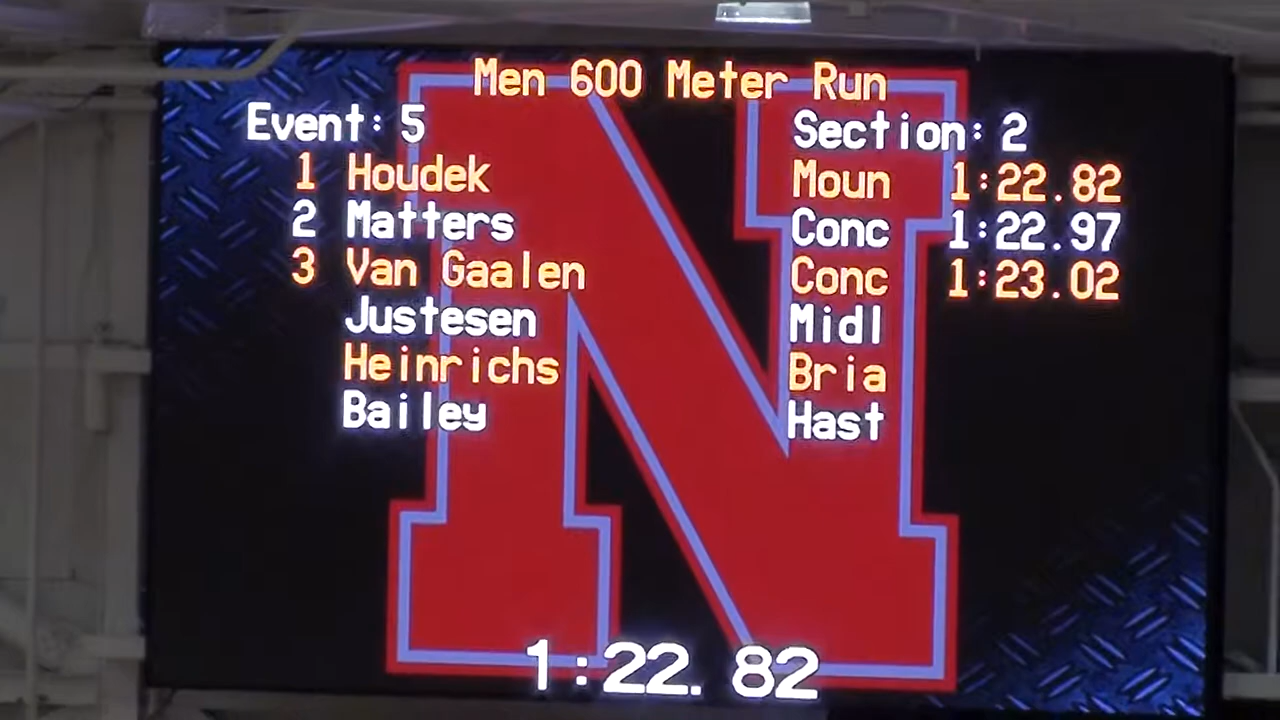 Men 600 Meter Run
Event: 5 Section: 2
1 Houdek Moun 1:22.82
2 Matters Conc 1:22.97
3 Van Gaalen Conc 1:23.02
Justesen Midl
Heinrichs Bria
Bailey Hast
N
1:22.82